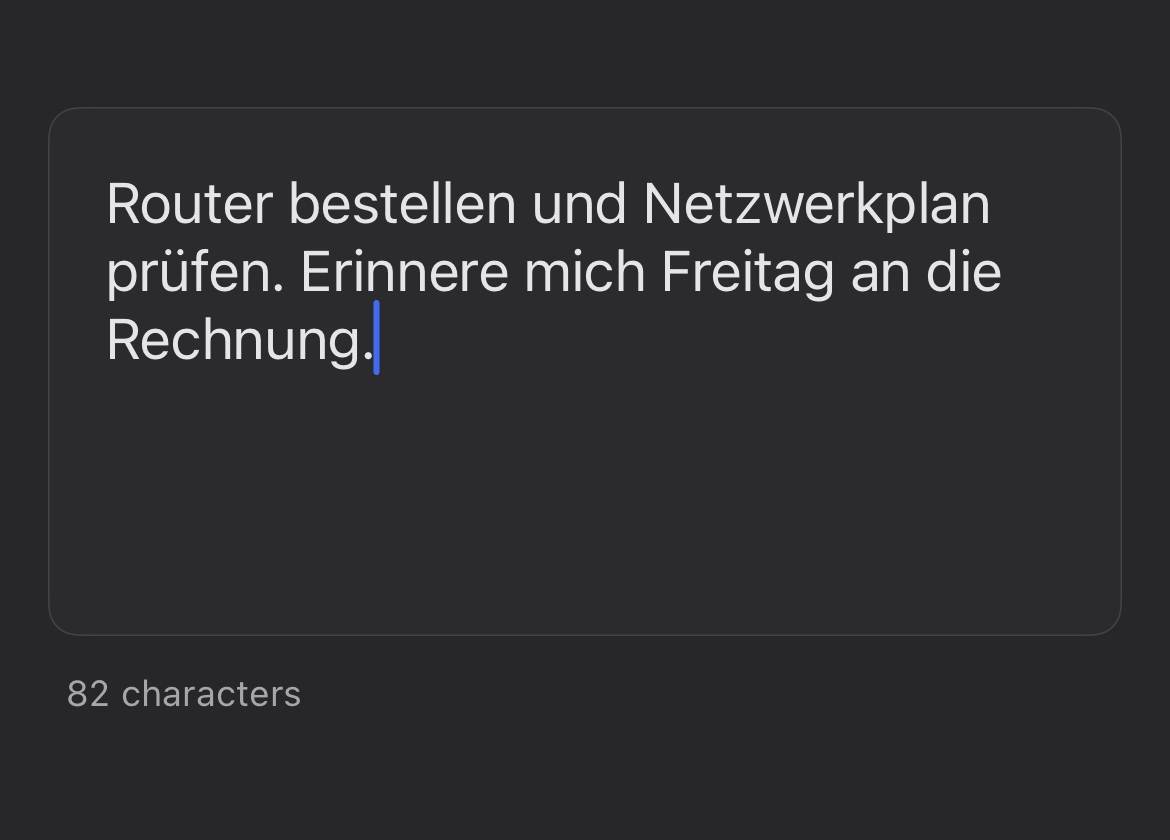 Router bestellen und Netzwerkplan
prüfen. Erinnere mich Freitag an die
Rechnung.
82 characters